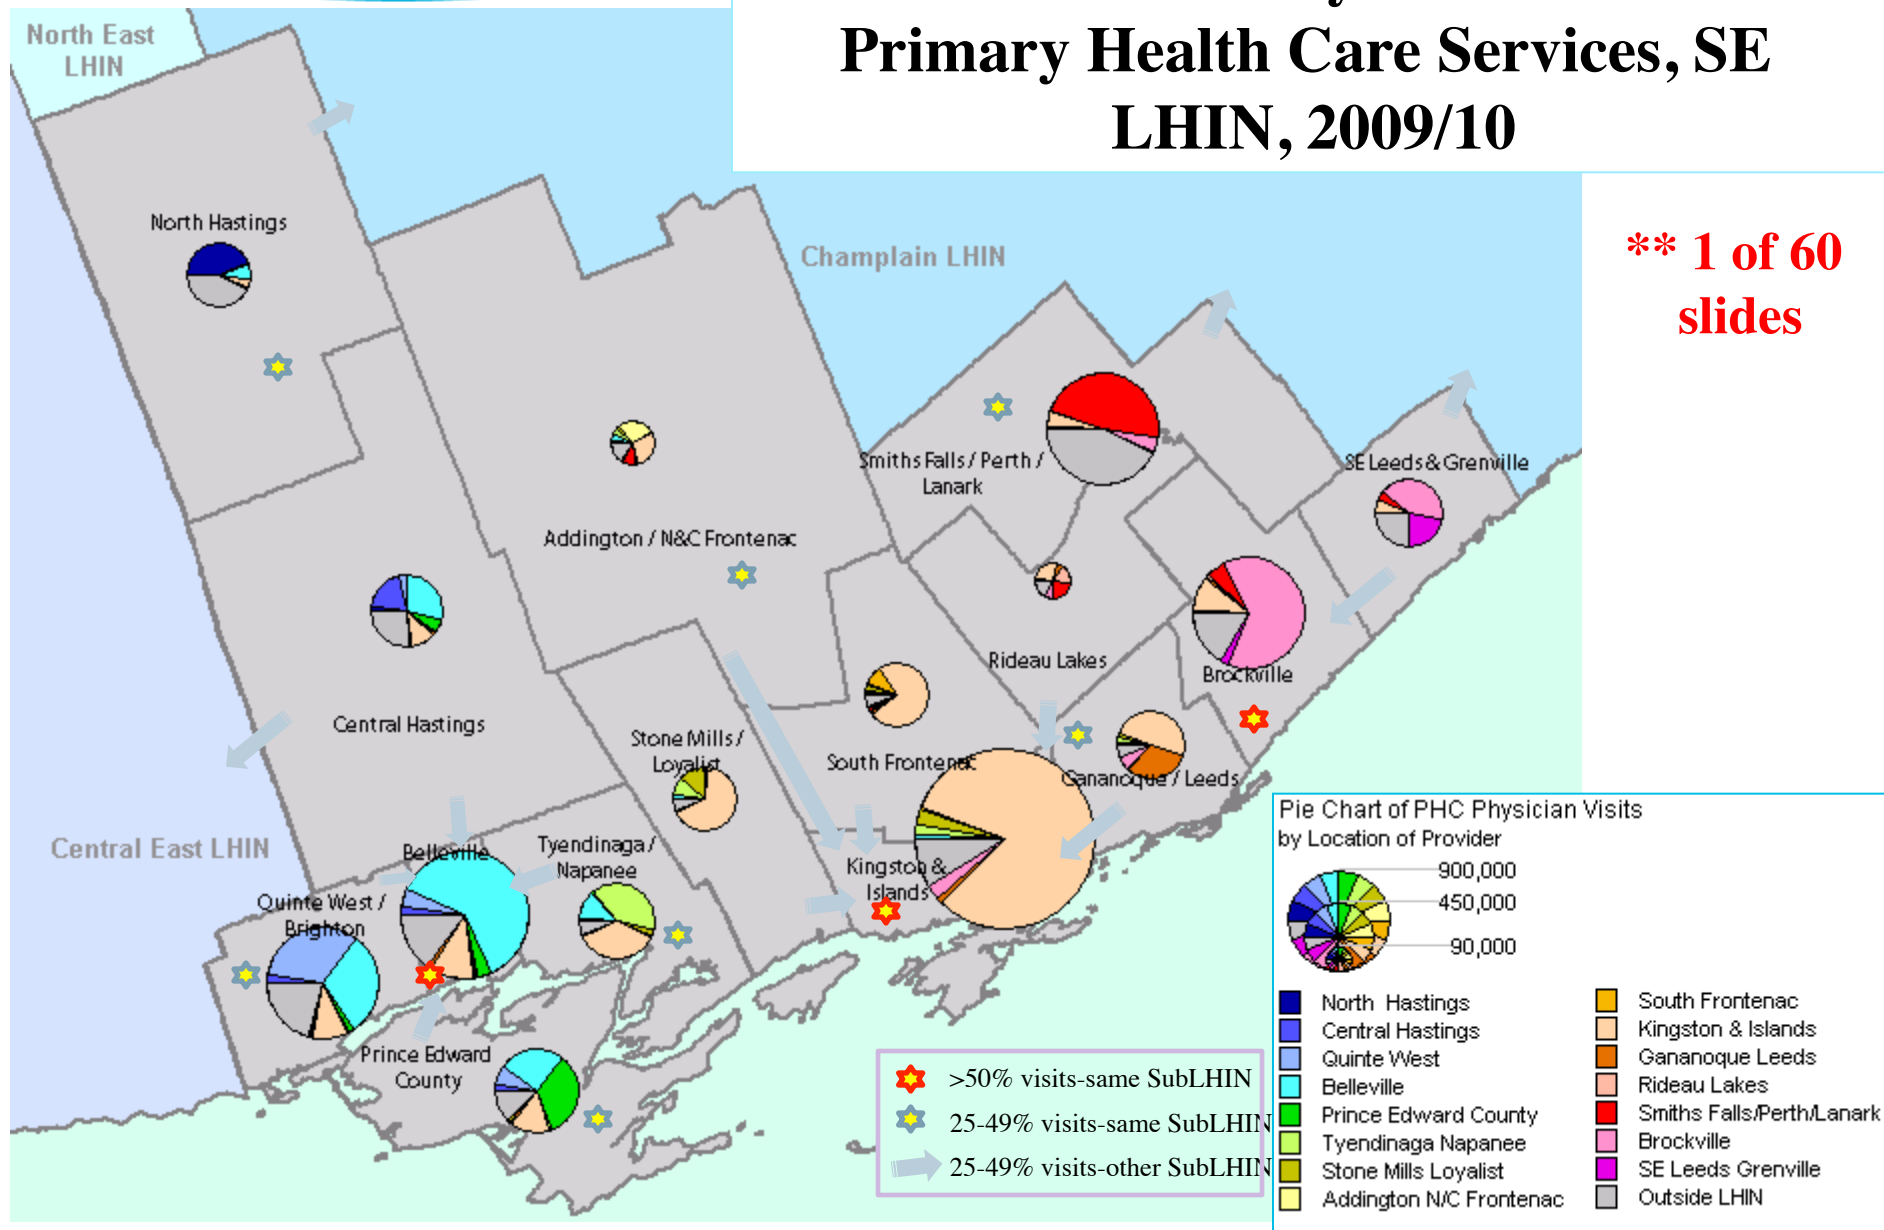 Primary Health Care Services, SE
LHIN, 2009/10
** 1 of 60
slides
North East
LHIN
North Hastings
Champlain LHIN
Smiths Falls / Perth /
Lanark
SE Leeds & Grenville
Addington / N&C Frontenac
Rideau Lakes
Brockville
Central Hastings
Stone Mills /
Loyalist
South Frontenac
Gananoque / Leeds
Central East LHIN
Belleville
Tyendinaga /
Napanee
Kingston &
Islands
Quinte West /
Brighton
Prince Edward
County
>50% visits-same SubLHIN
25-49% visits-same SubLHIN
25-49% visits-other SubLHIN
Pie Chart of PHC Physician Visits
by Location of Provider
900,000
450,000
90,000
North Hastings
Central Hastings
Quinte West
Belleville
Prince Edward County
Tyendinaga Napanee
Stone Mills Loyalist
Addington N/C Frontenac
South Frontenac
Kingston & Islands
Gananoque Leeds
Rideau Lakes
Smiths Falls/Perth/Lanark
Brockville
SE Leeds Grenville
Outside LHIN